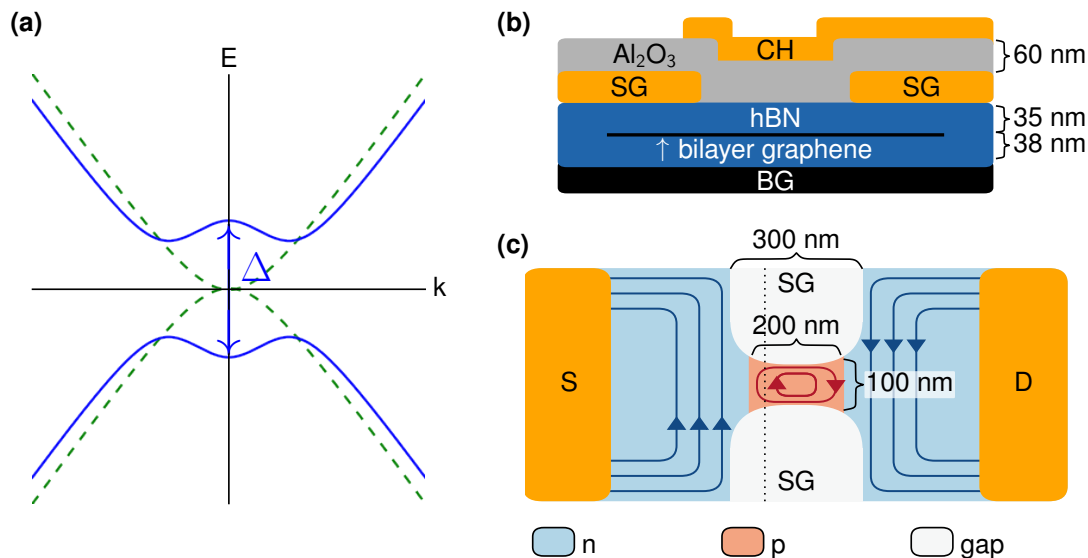 (a)
E
k
Δ
(b)
CH
Al₂O₃
60 nm
SG
SG
hBN
35 nm
↑ bilayer graphene
38 nm
BG
(c)
300 nm
SG
200 nm
S
100 nm
D
SG
n
p
gap